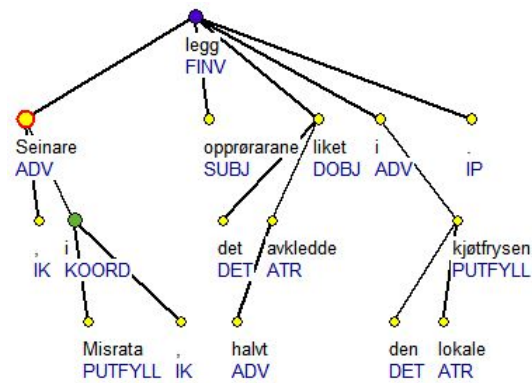 legg
FINV
Seinare opprørarane liket i .
ADV SUBJ DOBJ ADV IP
, i det avkledde kjøtfrysen
IK KOORD DET ATR PUTFYLL
Misrata , halvt den lokale
PUTFYLL IK ADV DET ATR